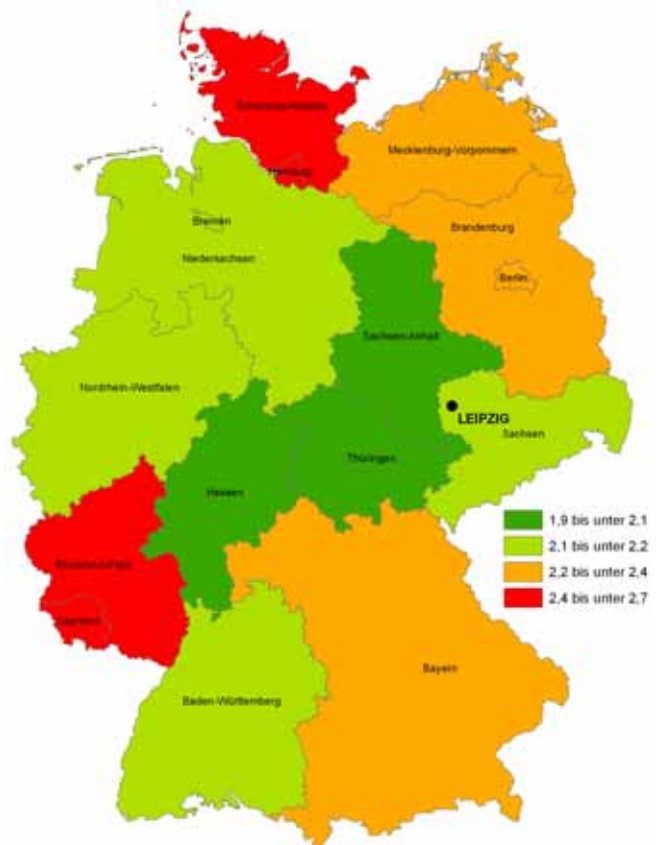 Schleswig-Holstein
Hamburg
Mecklenburg-Vorpommern
Bremen
Brandenburg
Niedersachsen
Berlin
Sachsen-Anhalt
Nordrhein-Westfalen
LEIPZIG
Sachsen
Thüringen
Hessen
Rheinland-Pfalz
Saarland
Bayern
Baden-Württemberg
1,9 bis unter 2,1
2,1 bis unter 2,2
2,2 bis unter 2,4
2,4 bis unter 2,7